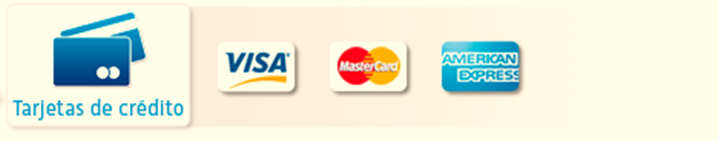 VISA
MasterCard
AMERICAN
EXPRESS
Tarjetas de crédito